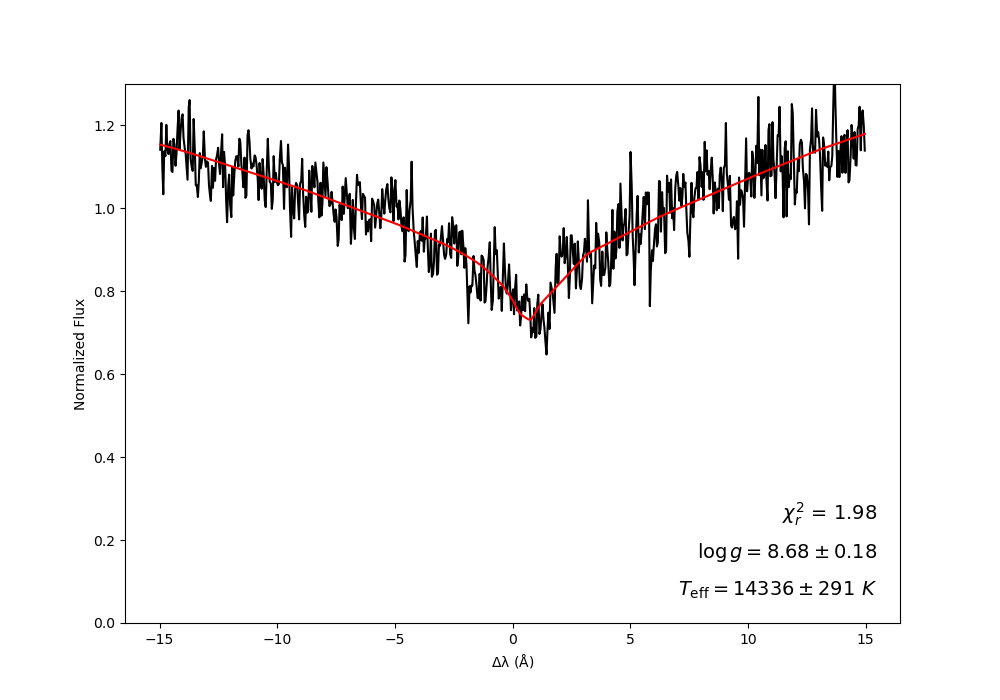 1.2
1.0
0.8
0.6
0.4
0.2
0.0
Normalized Flux
χ²ᵣ = 1.98
log g = 8.68 ± 0.18
T_eff = 14336 ± 291 K
−15
−10
−5
0
5
10
15
Δλ (Å)